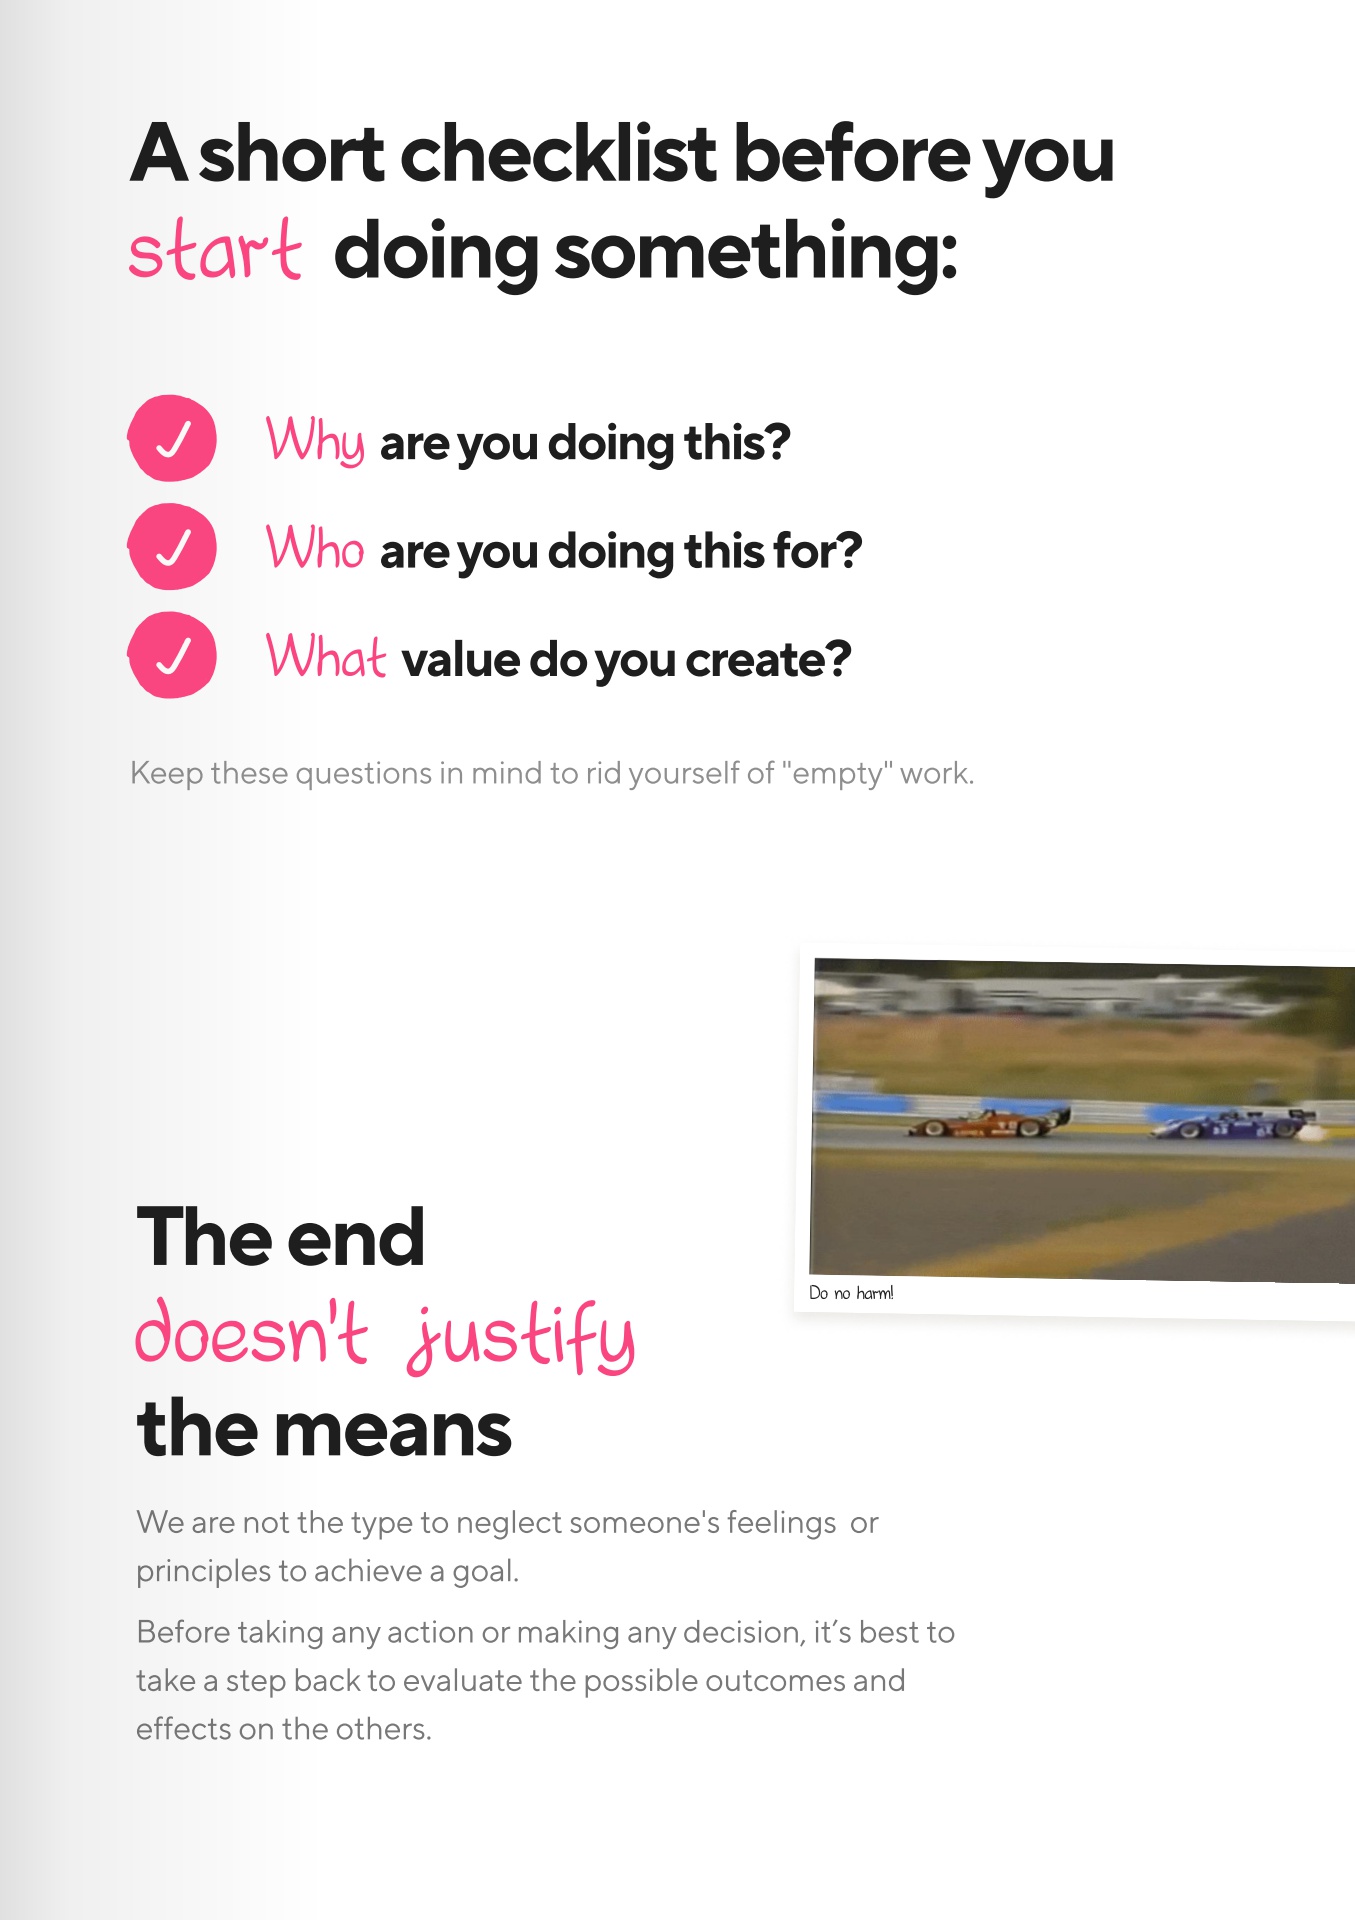 A short checklist before you
start doing something:
Why are you doing this?
Who are you doing this for?
What value do you create?
Keep these questions in mind to rid yourself of "empty" work.
Do no harm!
The end
doesn't justify
the means
We are not the type to neglect someone's feelings or
principles to achieve a goal.
Before taking any action or making any decision, it’s best to
take a step back to evaluate the possible outcomes and
effects on the others.